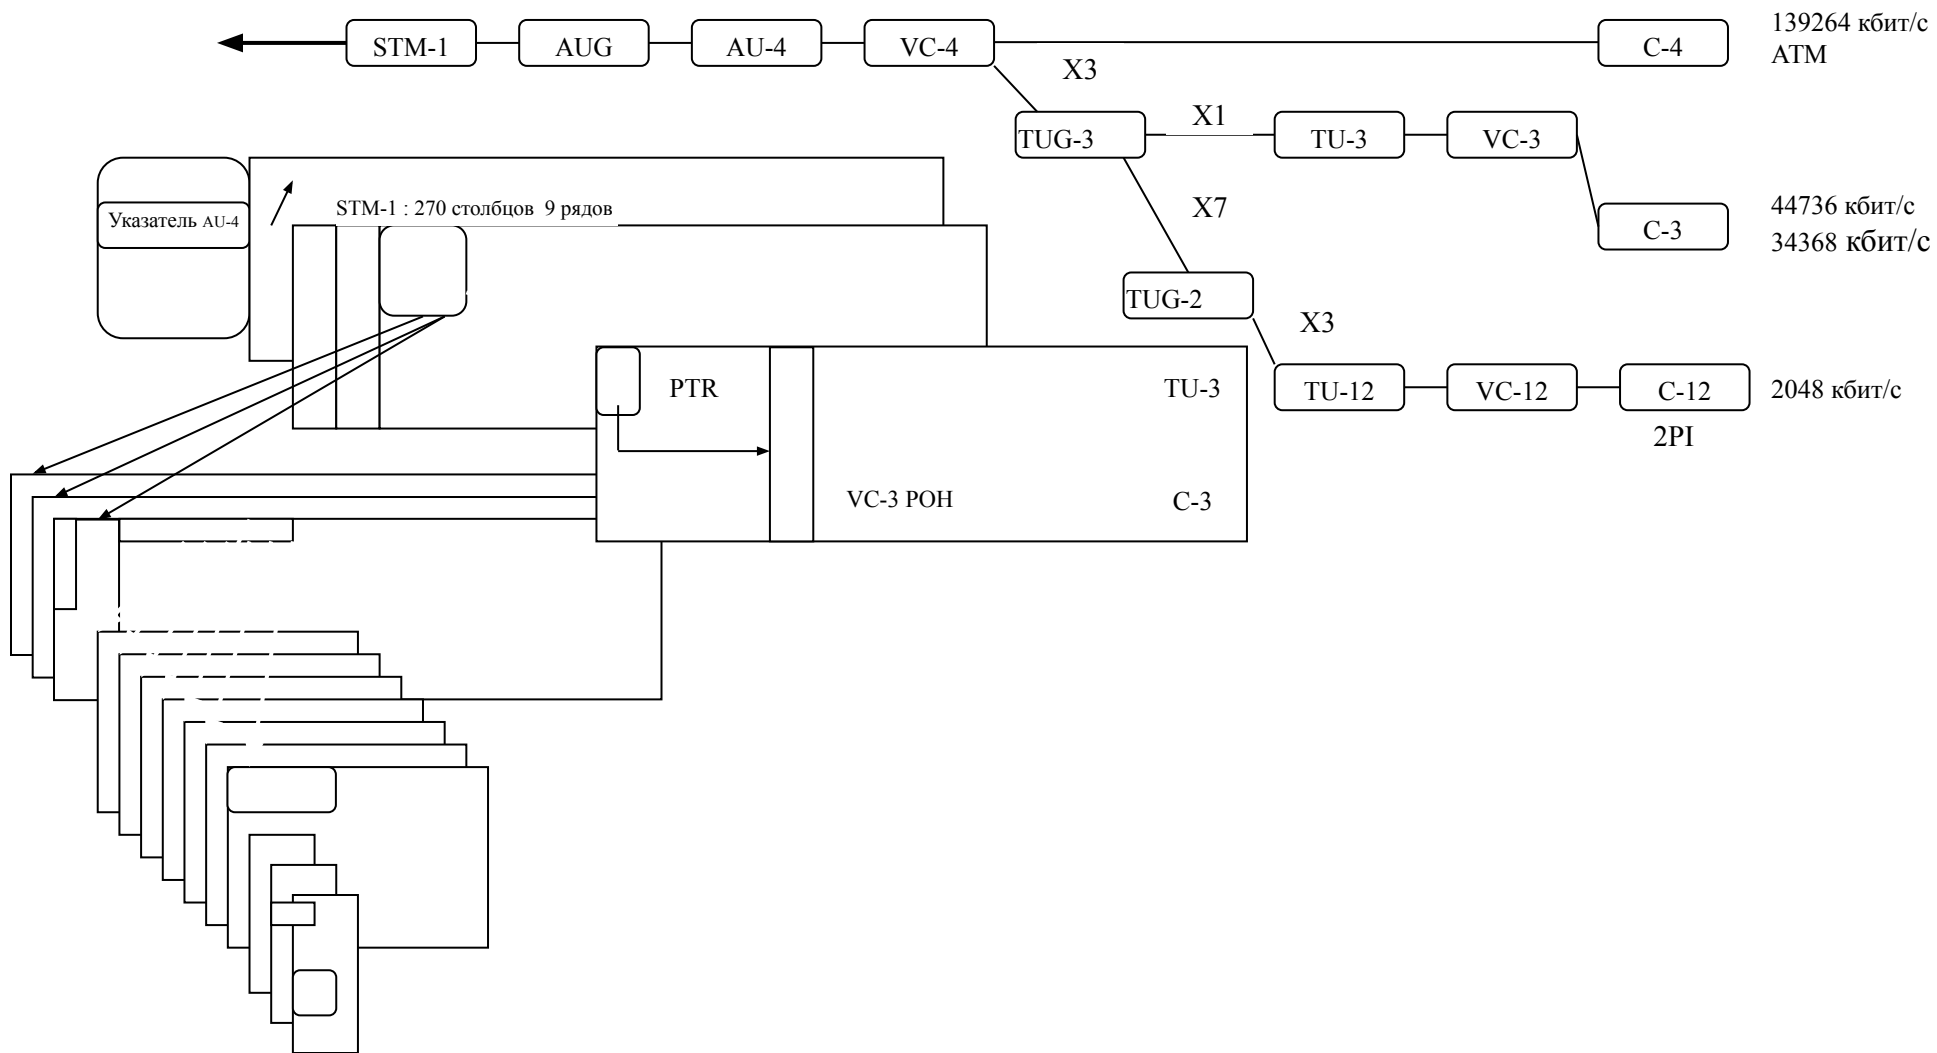 STM-1
AUG
AU-4
VC-4
C-4
139264 кбит/с
АТМ
X3
TUG-3
X1
TU-3
VC-3
Указатель AU-4
STM-1 : 270 столбцов 9 рядов
X7
C-3
44736 кбит/с
34368 кбит/с
TUG-2
X3
PTR
TU-3
TU-12
VC-12
C-12
2048 кбит/с
2PI
VC-3 POH
C-3